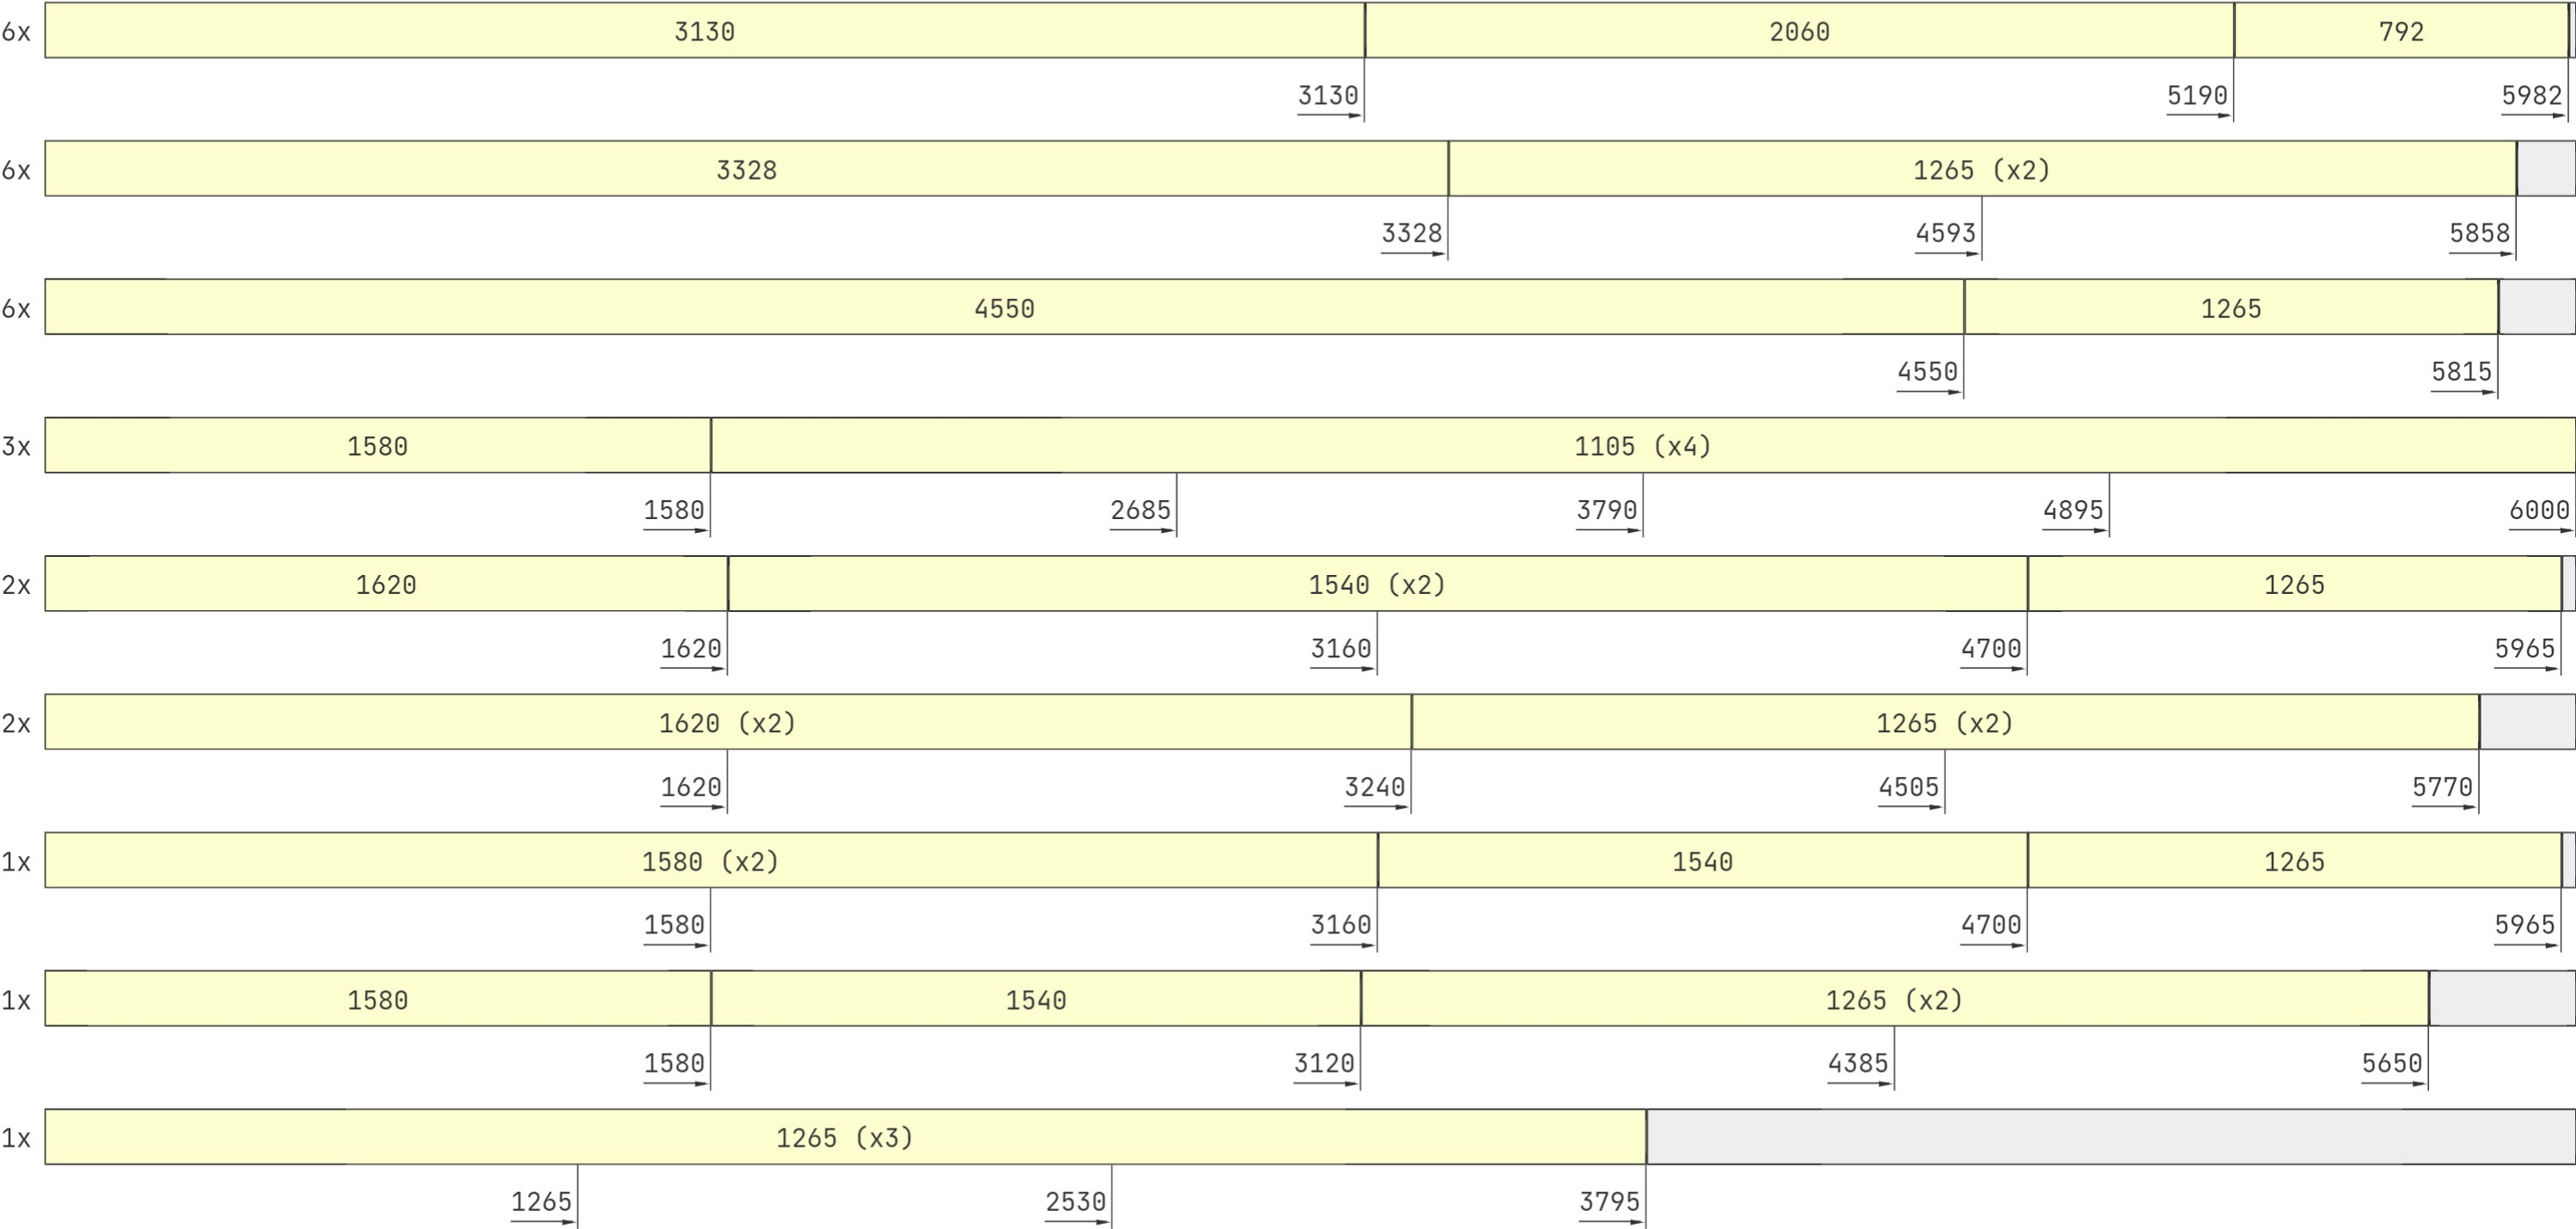 6x 3130 2060 792
3130 5190 5982
6x 3328 1265 (x2)
3328 4593 5858
6x 4550 1265
4550 5815
3x 1580 1105 (x4)
1580 2685 3790 4895 6000
2x 1620 1540 (x2) 1265
1620 3160 4700 5965
2x 1620 (x2) 1265 (x2)
1620 3240 4505 5770
1x 1580 (x2) 1540 1265
1580 3160 4700 5965
1x 1580 1540 1265 (x2)
1580 3120 4385 5650
1x 1265 (x3)
1265 2530 3795